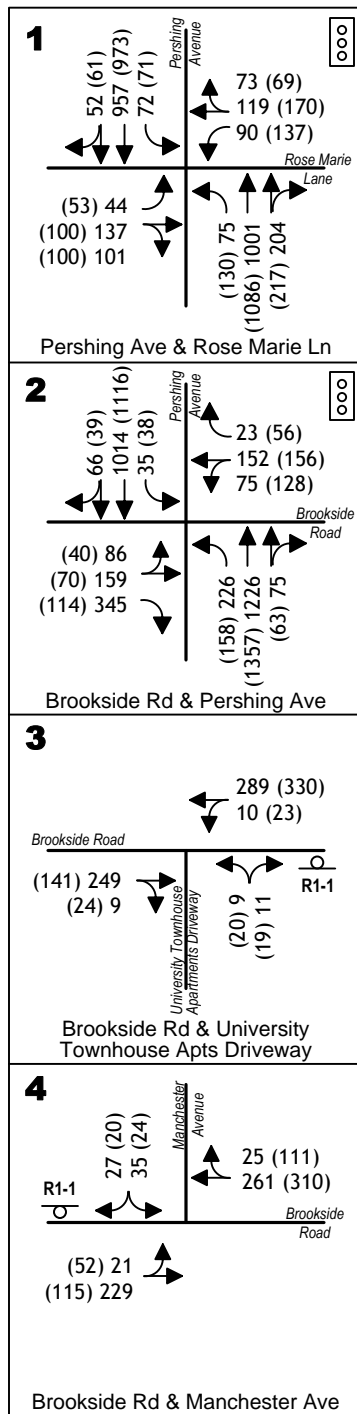 1
Pershing
Avenue
52 (61)
957 (973)
72 (71)
73 (69)
119 (170)
90 (137)
Rose Marie
Lane
(53) 44
(100) 137
(100) 101
(130) 75
(1086) 1001
(217) 204
Pershing Ave & Rose Marie Ln
2
Pershing
Avenue
66 (39)
1014 (1116)
35 (38)
23 (56)
152 (156)
75 (128)
Brookside
Road
(40) 86
(70) 159
(114) 345
(158) 226
(1357) 1226
(63) 75
Brookside Rd & Pershing Ave
3
289 (330)
10 (23)
Brookside Road
(141) 249
(24) 9
University Townhouse
Apartments Driveway
(20) 9
(19) 11
R1-1
Brookside Rd & University
Townhouse Apts Driveway
4
Manchester
Avenue
27 (20)
35 (24)
25 (111)
261 (310)
R1-1
Brookside
Road
(52) 21
(115) 229
Brookside Rd & Manchester Ave